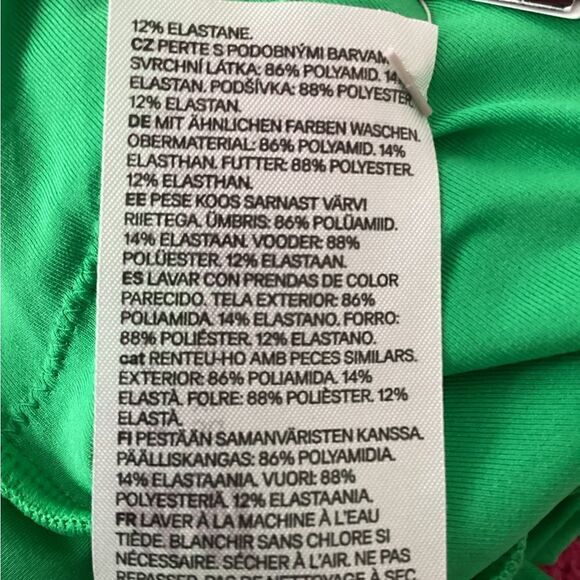 12% ELASTANE.
CZ PERTE S PODOBNÝMI BARVAMI
SVRCHNÍ LÁTKA: 86% POLYAMID. 14%
ELASTAN. PODŠÍVKA: 88% POLYESTER.
12% ELASTAN.
DE MIT ÄHNLICHEN FARBEN WASCHEN.
OBERMATERIAL: 86% POLYAMID. 14%
ELASTHAN. FUTTER: 88% POLYESTER.
12% ELASTHAN.
EE PESE KOOS SARNAST VÄRVI
RIIETEGA. ÜMBRIS: 86% POLÜAMIID.
14% ELASTAAN. VOODER: 88%
POLÜESTER. 12% ELASTAAN.
ES LAVAR CON PRENDAS DE COLOR
PARECIDO. TELA EXTERIOR: 86%
POLIAMIDA. 14% ELASTANO. FORRO:
88% POLIÉSTER. 12% ELASTANO.
cat RENTEU-HO AMB PECES SIMILARS.
EXTERIOR: 86% POLIAMIDA. 14%
ELASTÀ. FOLRE: 88% POLIÈSTER. 12%
ELASTÀ.
FI PESTÄÄN SAMANVÄRISTEN KANSSA.
PÄÄLLISKANGAS: 86% POLYAMIDIA.
14% ELASTAANIA. VUORI: 88%
POLYESTERIÄ. 12% ELASTAANIA.
FR LAVER À LA MACHINE À L'EAU
TIÈDE. BLANCHIR SANS CHLORE SI
NÉCESSAIRE. SÉCHER À L'AIR. NE PAS
REPASSER. PAS DE NETTOYAGE À SEC